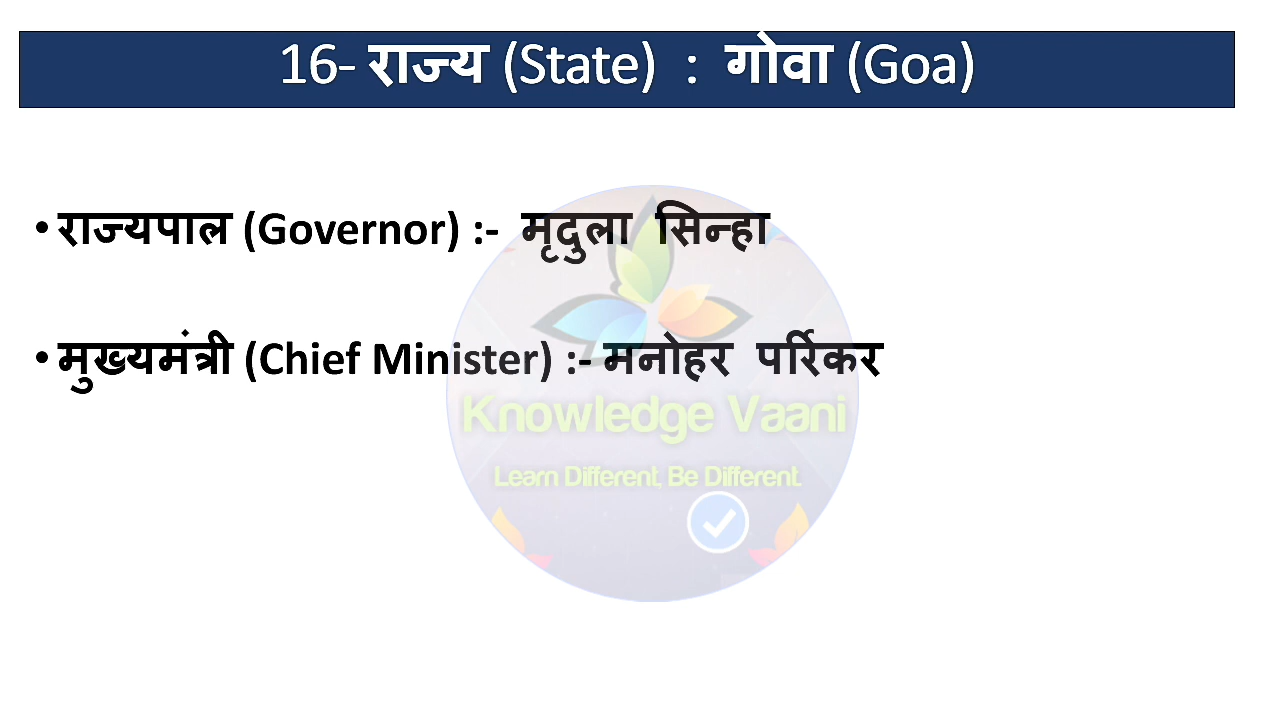 16- राज्य (State) : गोवा (Goa)
• राज्यपाल (Governor) :- मृदुला सिन्हा
• मुख्यमंत्री (Chief Minister) :- मनोहर पर्रिकर
Knowledge Vaani
Learn Different, Be Different.